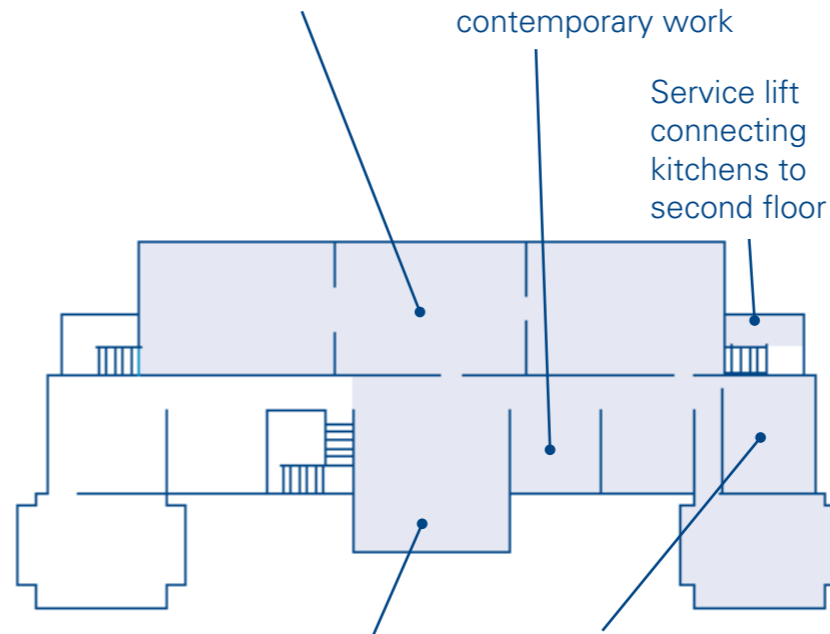 contemporary work
Service lift
connecting
kitchens to
second floor